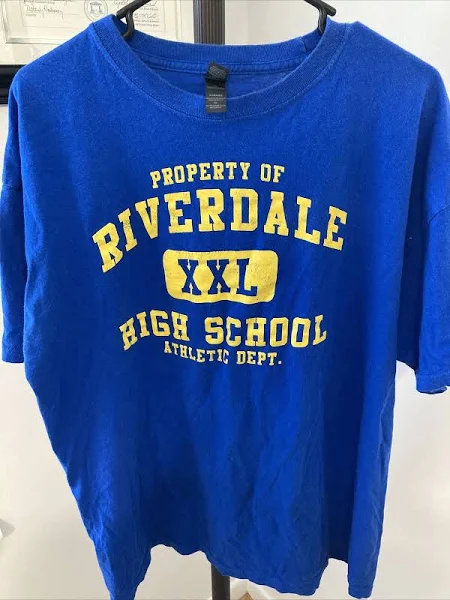 PROPERTY OF
RIVERDALE
XXL
HIGH SCHOOL
ATHLETIC DEPT.